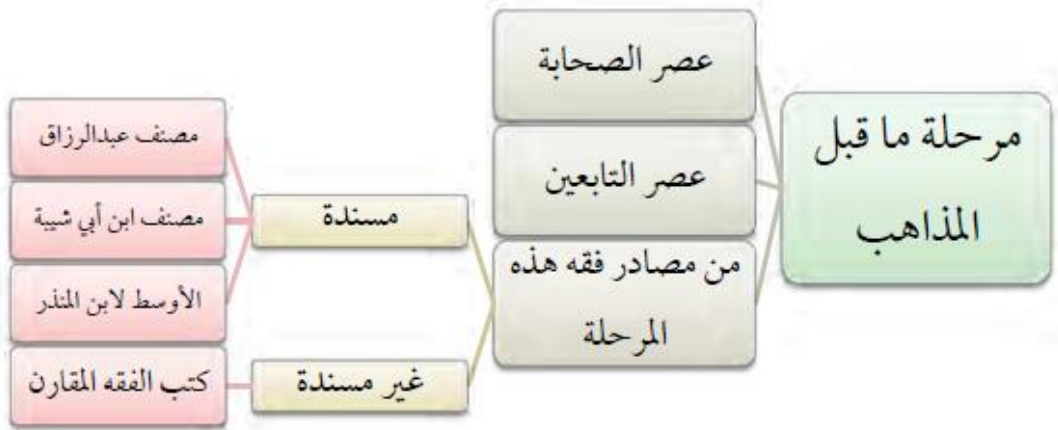 مرحلة ما قبل
المذاهب
عصر الصحابة
عصر التابعين
من مصادر فقه هذه
المرحلة
مسندة
مصنف عبدالرزاق
مصنف ابن أبي شيبة
الأوسط لابن المنذر
غير مسندة
كتب الفقه المقارن